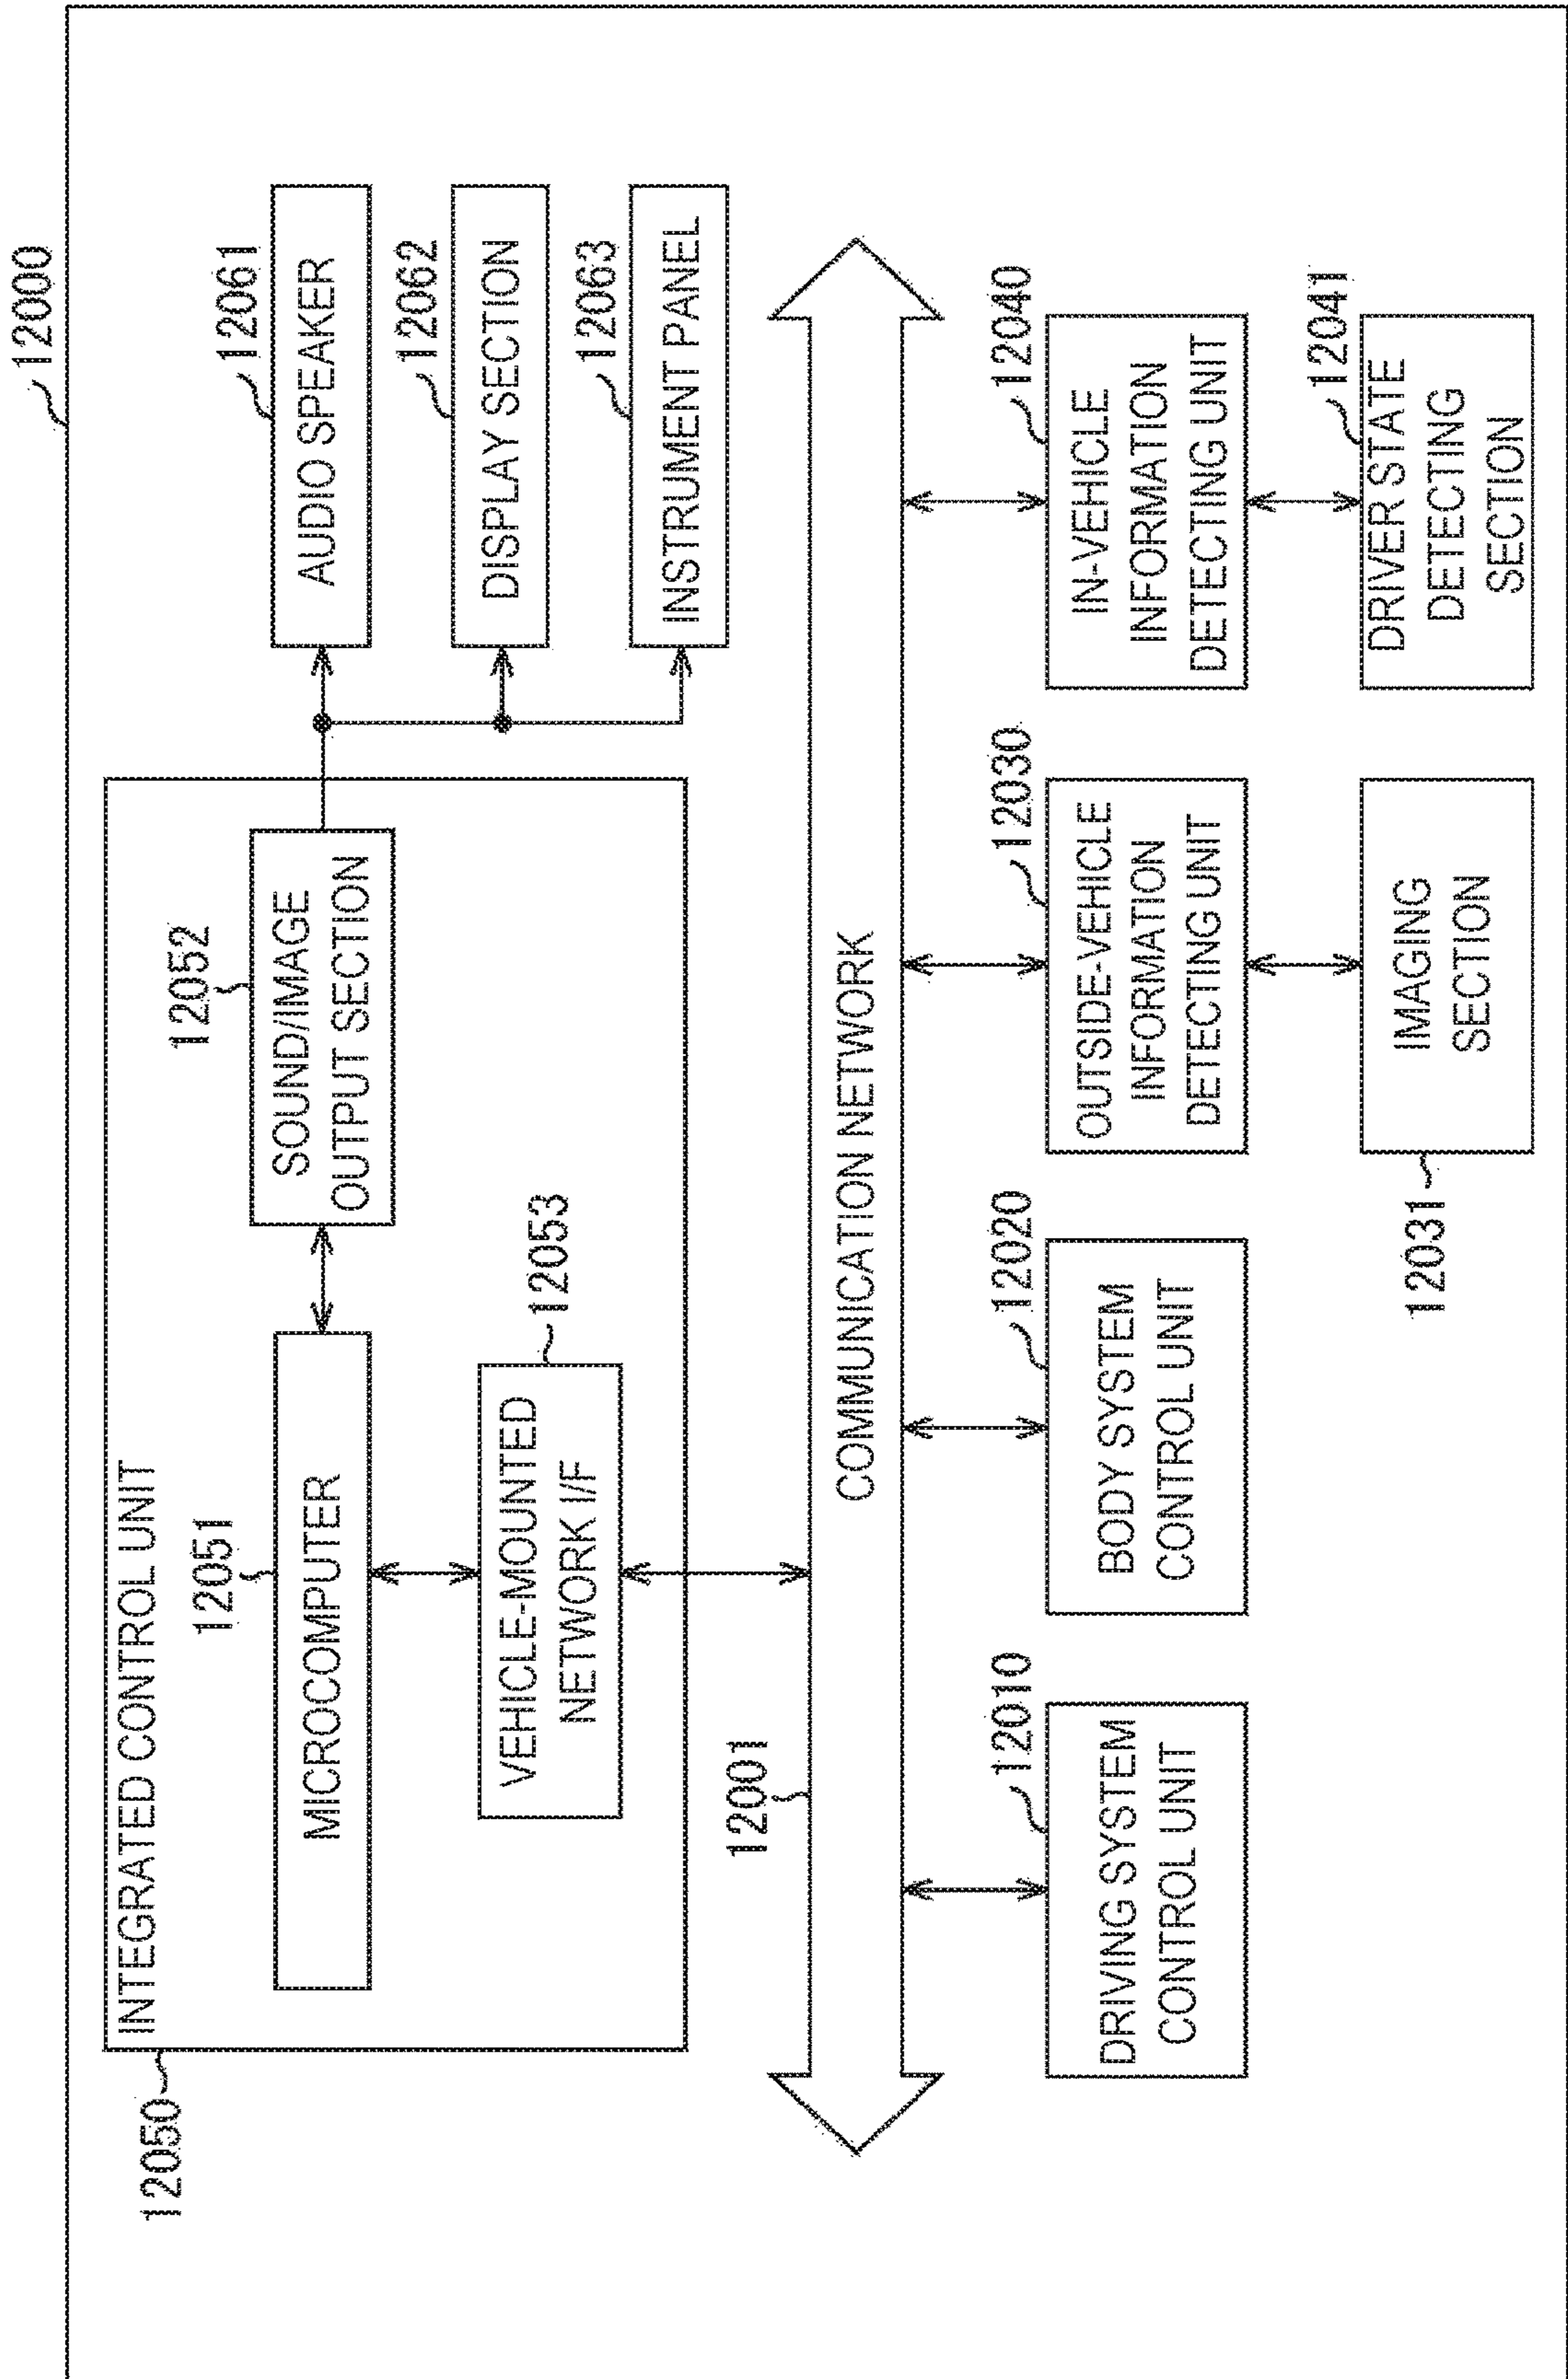 12000
INTEGRATED CONTROL UNIT
12050
12051
MICROCOMPUTER
12052
SOUND/IMAGE
OUTPUT SECTION
12053
VEHICLE-MOUNTED
NETWORK I/F
12061
AUDIO SPEAKER
12062
DISPLAY SECTION
12063
INSTRUMENT PANEL
12001
COMMUNICATION NETWORK
12010
DRIVING SYSTEM
CONTROL UNIT
12020
BODY SYSTEM
CONTROL UNIT
12030
OUTSIDE-VEHICLE
INFORMATION
DETECTING UNIT
12040
IN-VEHICLE
INFORMATION
DETECTING UNIT
12031
IMAGING
SECTION
12041
DRIVER STATE
DETECTING
SECTION